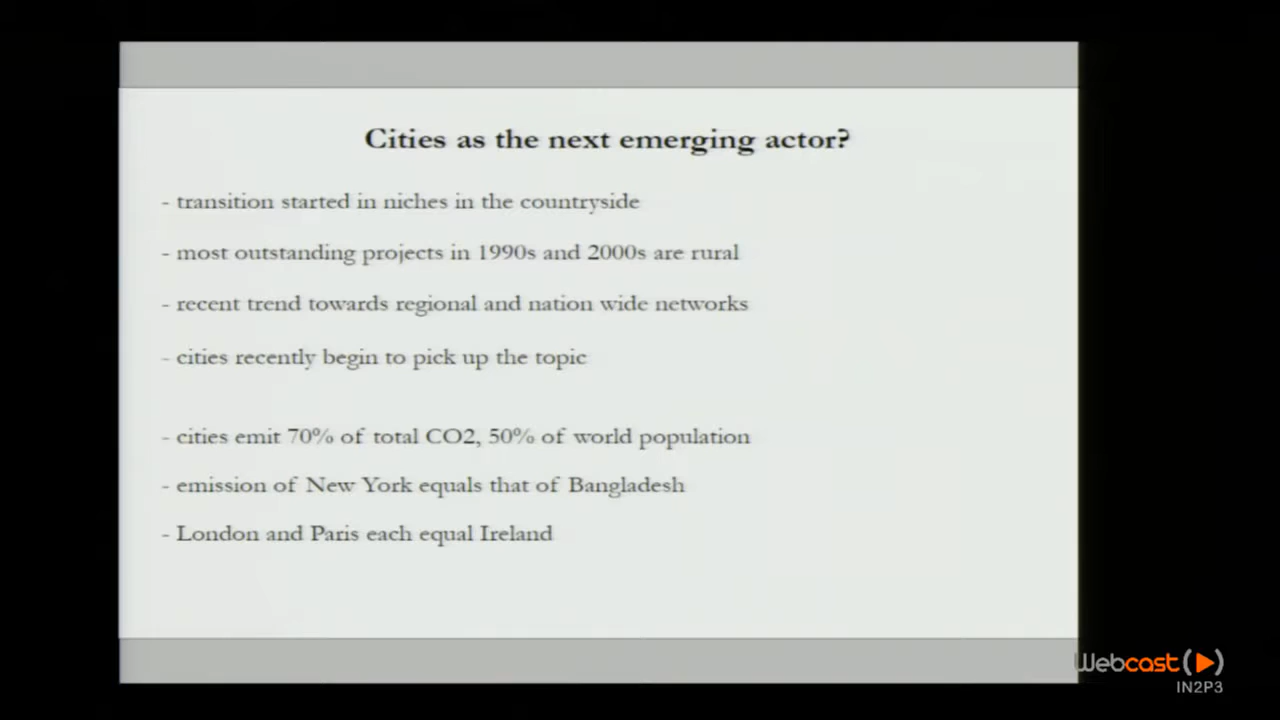 Cities as the next emerging actor?
- transition started in niches in the countryside
- most outstanding projects in 1990s and 2000s are rural
- recent trend towards regional and nation wide networks
- cities recently begin to pick up the topic
- cities emit 70% of total CO2, 50% of world population
- emission of New York equals that of Bangladesh
- London and Paris each equal Ireland
Webcast
IN2P3